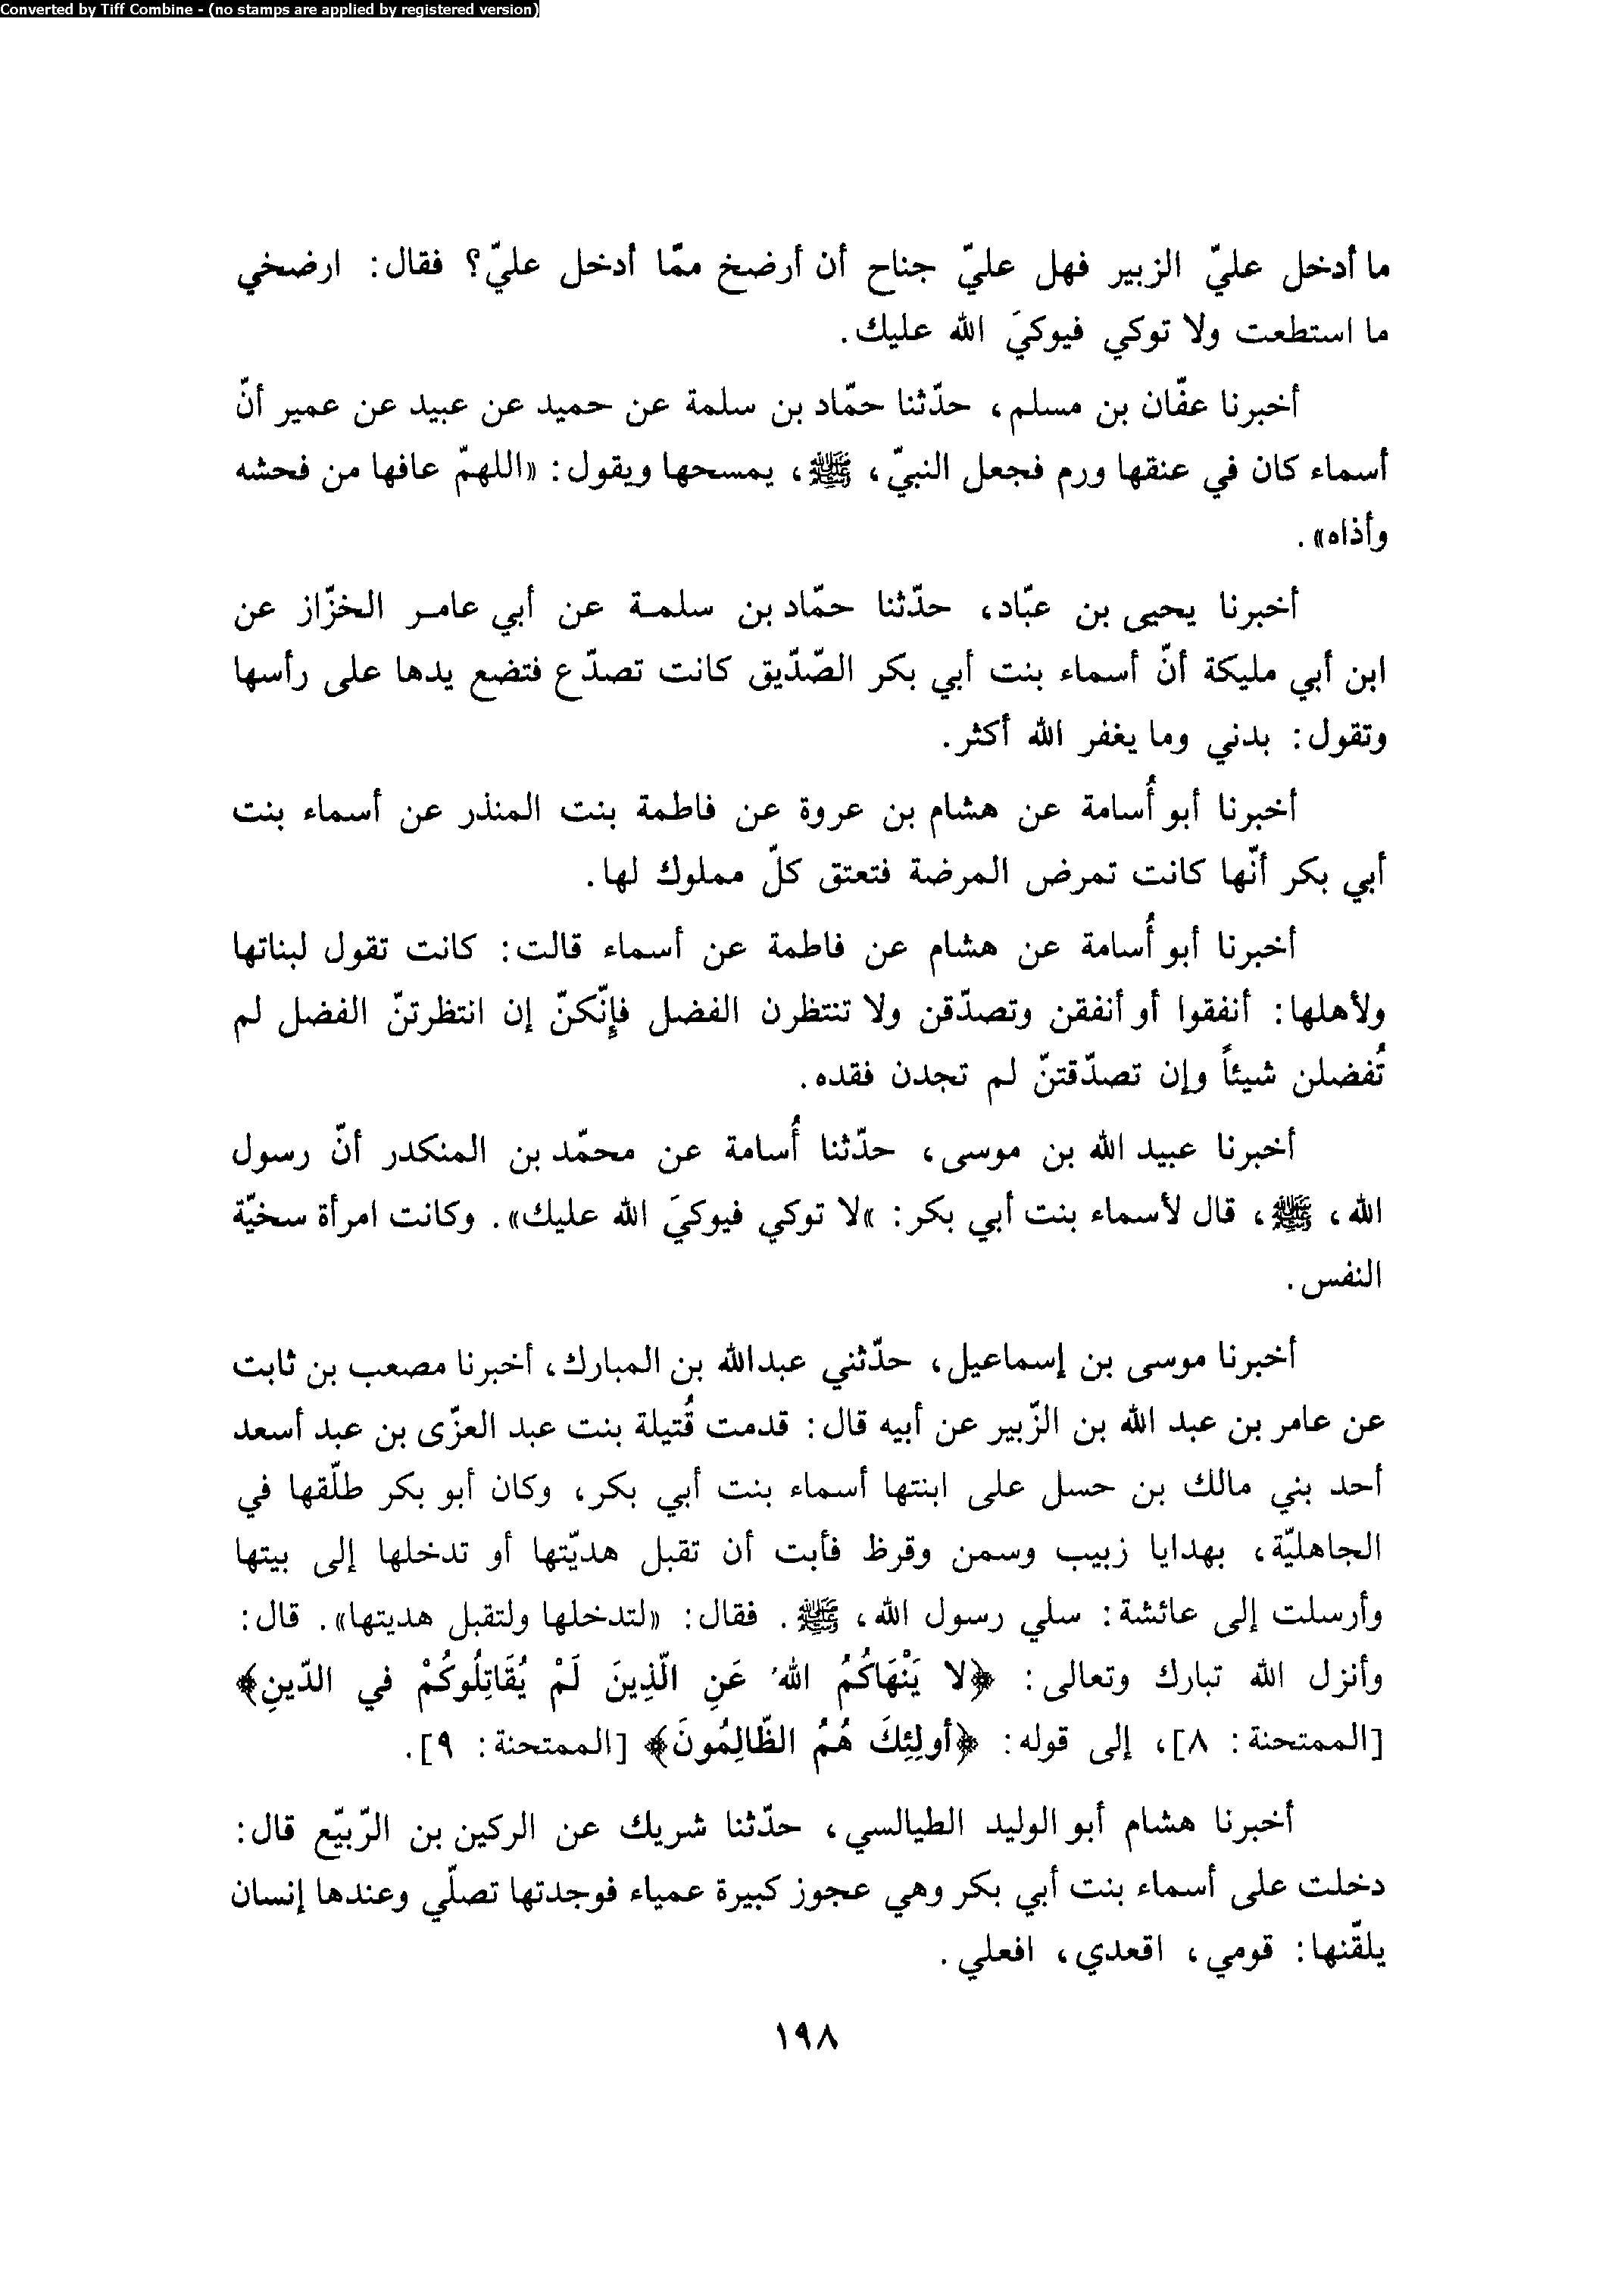 Converted by Tiff Combine - (no stamps are applied by registered version)
ما أدخل عليّ الزبير فهل عليّ جناح أن أرضخ ممّا أدخل عليّ؟ فقال: ارضخي
ما استطعت ولا توكي فيوكيَ الله عليك.
أخبرنا عفّان بن مسلم، حدّثنا حمّاد بن سلمة عن حميد عن عبيد عن عمير أنّ
أسماء كان في عنقها ورم فجعل النبيّ، ﷺ، يمسحها ويقول: «اللهمّ عافها من فحشه
وأذاه».
أخبرنا يحيى بن عبّاد، حدّثنا حمّاد بن سلمـة عن أبي عامـر الخزّاز عن
ابن أبي مليكة أنّ أسماء بنت أبي بكر الصّدّيق كانت تصدّع فتضع يدها على رأسها
وتقول: بدني وما يغفر الله أكثر.
أخبرنا أبو أُسامة عن هشام بن عروة عن فاطمة بنت المنذر عن أسماء بنت
أبي بكر أنّها كانت تمرض المرضة فتعتق كلّ مملوك لها.
أخبرنا أبو أُسامة عن هشام عن فاطمة عن أسماء قالت: كانت تقول لبناتها
ولأهلها: أنفقوا أو أنفقن وتصدّقن ولا تنتظرن الفضل فإنّكنّ إن انتظرتنّ الفضل لم
تُفضلن شيئاً وإن تصدّقتنّ لم تجدن فقده.
أخبرنا عبيد الله بن موسى، حدّثنا أُسامة عن محمّد بن المنكدر أنّ رسول
الله، ﷺ، قال لأسماء بنت أبي بكر: »لا توكي فيوكيَ الله عليك». وكانت امرأة سخيّة
النفس.
أخبرنا موسى بن إسماعيل، حدّثني عبدالله بن المبارك، أخبرنا مصعب بن ثابت
عن عامر بن عبد الله بن الزّبير عن أبيه قال: قدمت قُتيلة بنت عبد العزّى بن عبد أسعد
أحد بني مالك بن حسل على ابنتها أسماء بنت أبي بكر، وكان أبو بكر طلّقها في
الجاهليّة، بهدايا زبيب وسمن وقرظ فأبت أن تقبل هديّتها أو تدخلها إلى بيتها
وأرسلت إلى عائشة: سلي رسول الله، ﷺ. فقال: «لتدخلها ولتقبل هديتها». قال:
وأنزل الله تبارك وتعالى: ﴿لا يَنْهَاكُمُ اللهُ عَنِ الّذِينَ لَمْ يُقَاتِلُوكُمْ في الدّينِ﴾
[الممتحنة: ٨]، إلى قوله: ﴿أولِئِكَ هُمُ الظّالِمُونَ﴾ [الممتحنة: ٩].
أخبرنا هشام أبو الوليد الطيالسي، حدّثنا شريك عن الركين بن الرّبيّع قال:
دخلت على أسماء بنت أبي بكر وهي عجوز كبيرة عمياء فوجدتها تصلّي وعندها إنسان
يلقّنها: قومي، اقعدي، افعلي.
١٩٨